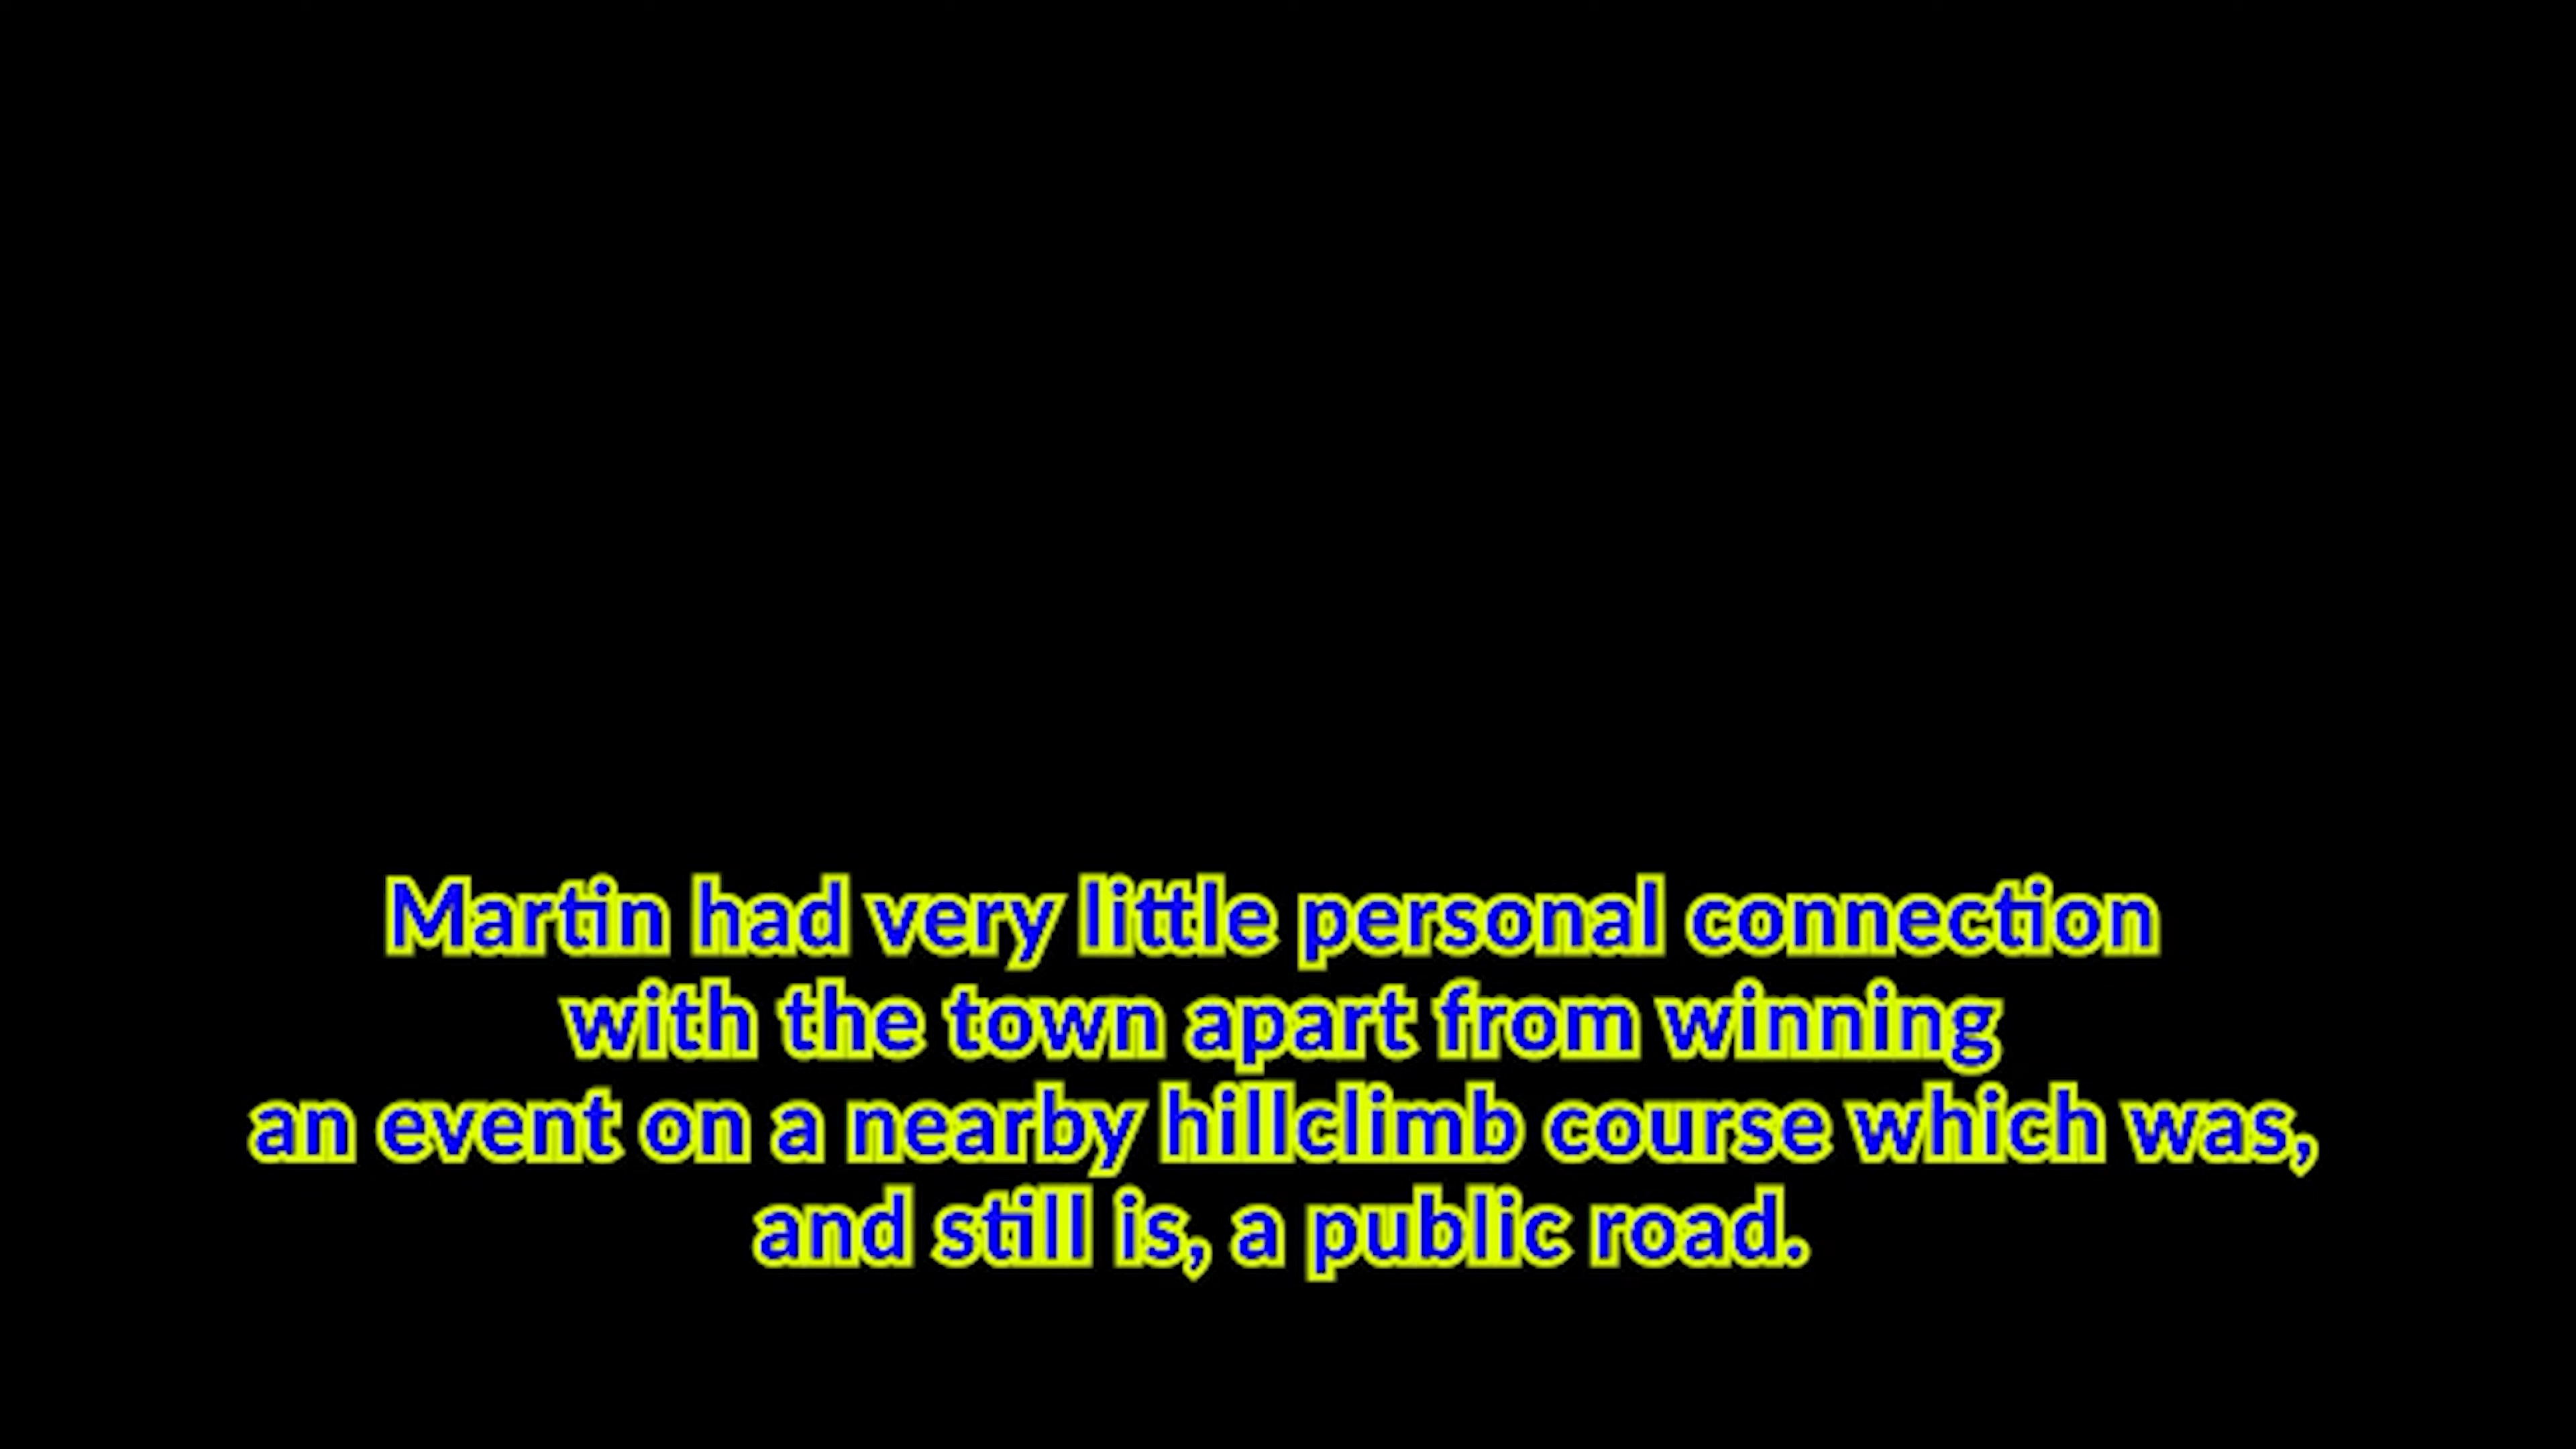 Martin had very little personal connection
with the town apart from winning
an event on a nearby hillclimb course which was,
and still is, a public road.